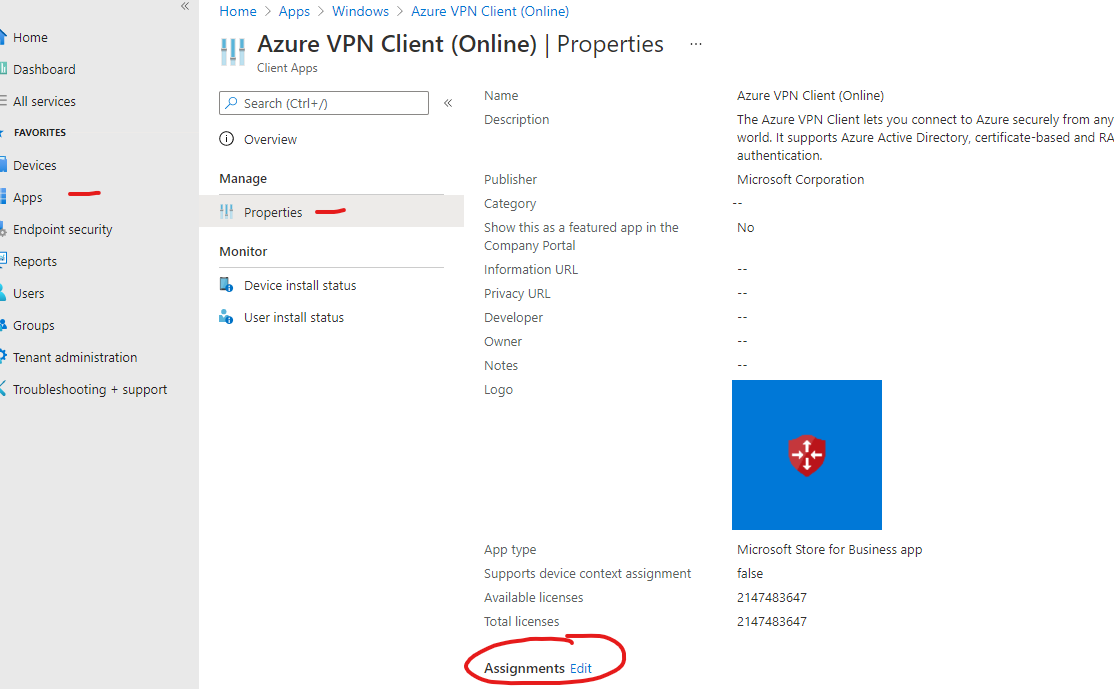 Home > Apps > Windows > Azure VPN Client (Online)
Home
Dashboard
All services
FAVORITES
Devices
Apps
Endpoint security
Reports
Users
Groups
Tenant administration
Troubleshooting + support
Azure VPN Client (Online) | Properties ...
Client Apps
Search (Ctrl+/)
Overview
Manage
Properties
Monitor
Device install status
User install status
Name Azure VPN Client (Online)
Description The Azure VPN Client lets you connect to Azure securely from any
world. It supports Azure Active Directory, certificate-based and RA
authentication.
Publisher Microsoft Corporation
Category --
Show this as a featured app in the No
Company Portal
Information URL --
Privacy URL --
Developer --
Owner --
Notes --
Logo
App type Microsoft Store for Business app
Supports device context assignment false
Available licenses 2147483647
Total licenses 2147483647
Assignments Edit